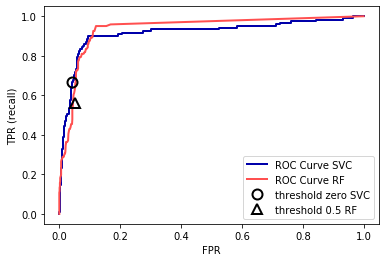 1.0
0.8
0.6
0.4
0.2
0.0
TPR (recall)
0.0 0.2 0.4 0.6 0.8 1.0
FPR
ROC Curve SVC
ROC Curve RF
threshold zero SVC
threshold 0.5 RF